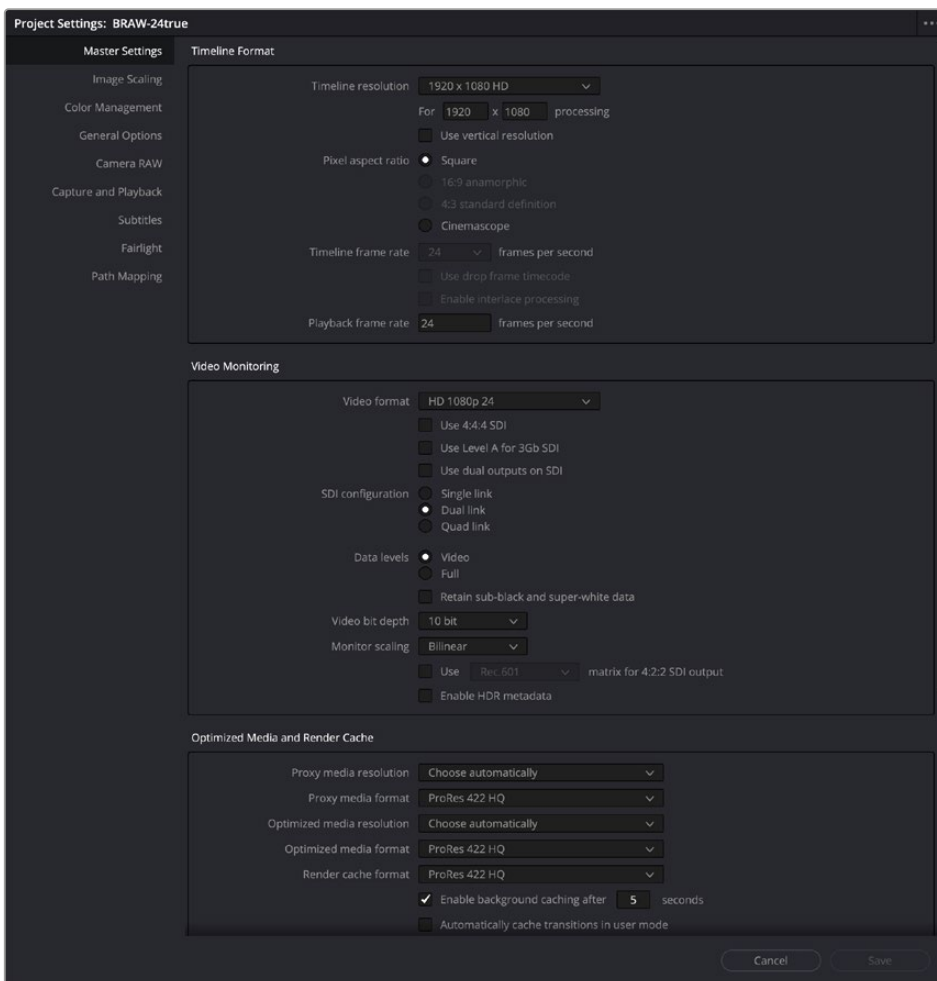 Project Settings: BRAW-24true
Master Settings
Image Scaling
Color Management
General Options
Camera RAW
Capture and Playback
Subtitles
Fairlight
Path Mapping
Timeline Format
Timeline resolution 1920 x 1080 HD
For 1920 x 1080 processing
Use vertical resolution
Pixel aspect ratio Square
16:9 anamorphic
4:3 standard definition
Cinemascope
Timeline frame rate 24 frames per second
Use drop frame timecode
Enable interlace processing
Playback frame rate 24 frames per second
Video Monitoring
Video format HD 1080p 24
Use 4:4:4 SDI
Use Level A for 3Gb SDI
Use dual outputs on SDI
SDI configuration Single link
Dual link
Quad link
Data levels Video
Full
Retain sub-black and super-white data
Video bit depth 10 bit
Monitor scaling Bilinear
Use Rec.601 matrix for 4:2:2 SDI output
Enable HDR metadata
Optimized Media and Render Cache
Proxy media resolution Choose automatically
Proxy media format ProRes 422 HQ
Optimized media resolution Choose automatically
Optimized media format ProRes 422 HQ
Render cache format ProRes 422 HQ
Enable background caching after 5 seconds
Automatically cache transitions in user mode
Cancel Save